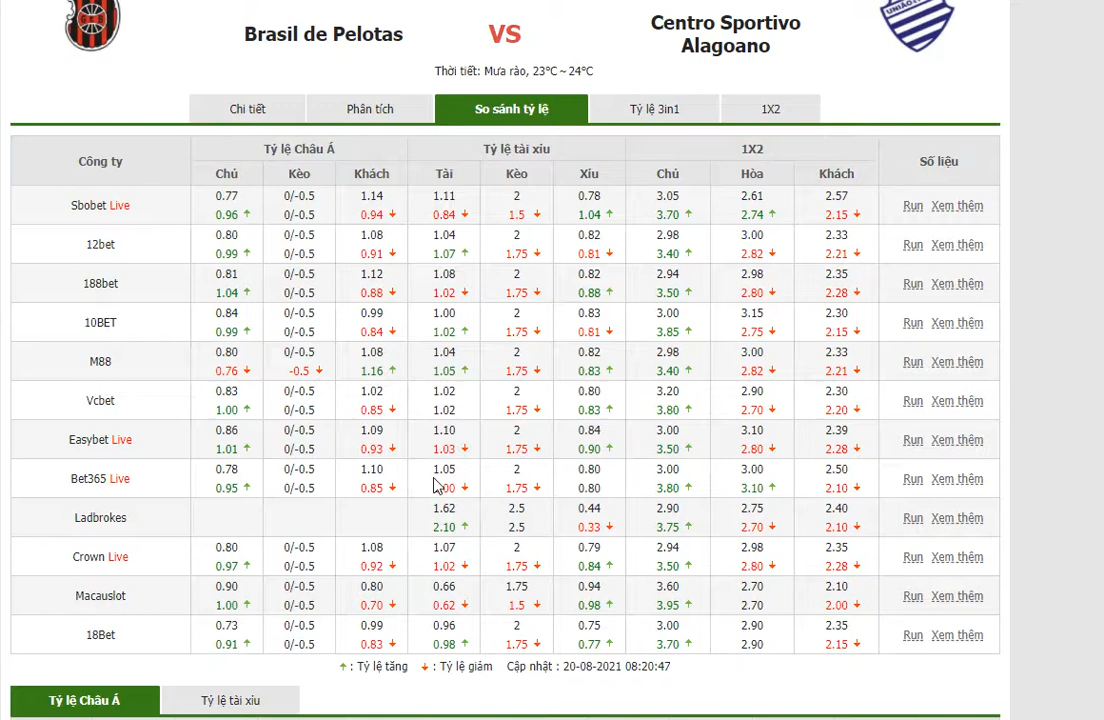 Brasil de Pelotas
VS
Centro Sportivo
Alagoano
Thời tiết: Mưa rào, 23°C～24°C
Chi tiết Phân tích So sánh tỷ lệ Tỷ lệ 3in1 1X2
Công ty Tỷ lệ Châu Á Tỷ lệ tài xíu 1X2 Số liệu
Chủ Kèo Khách Tài Kèo Xíu Chủ Hòa Khách
0.77 0/-0.5 1.14 1.11 2 0.78 3.05 2.61 2.57
Sbobet Live Run Xem thêm
0.96 ↑ 0/-0.5 0.94 ↓ 0.84 ↓ 1.5 ↓ 1.04 ↑ 3.70 ↑ 2.74 ↑ 2.15 ↓
0.80 0/-0.5 1.08 1.04 2 0.82 2.98 3.00 2.33
12bet Run Xem thêm
0.99 ↑ 0/-0.5 0.91 ↓ 1.07 ↑ 1.75 ↓ 0.81 ↓ 3.40 ↑ 2.82 ↓ 2.21 ↓
0.81 0/-0.5 1.12 1.08 2 0.82 2.94 2.98 2.35
188bet Run Xem thêm
1.04 ↑ 0/-0.5 0.88 ↓ 1.02 ↓ 1.75 ↓ 0.88 ↑ 3.50 ↑ 2.80 ↓ 2.28 ↓
0.84 0/-0.5 0.99 1.00 2 0.83 3.00 3.15 2.30
10BET Run Xem thêm
0.99 ↑ 0/-0.5 0.84 ↓ 1.02 ↑ 1.75 ↓ 0.81 ↓ 3.85 ↑ 2.75 ↓ 2.15 ↓
0.80 0/-0.5 1.08 1.04 2 0.82 2.98 3.00 2.33
M88 Run Xem thêm
0.76 ↓ -0.5 ↓ 1.16 ↑ 1.05 ↑ 1.75 ↓ 0.83 ↑ 3.40 ↑ 2.82 ↓ 2.21 ↓
0.83 0/-0.5 1.02 1.02 2 0.80 3.20 2.90 2.30
Vcbet Run Xem thêm
1.00 ↑ 0/-0.5 0.85 ↓ 1.02 1.75 ↓ 0.83 ↑ 3.80 ↑ 2.70 ↓ 2.20 ↓
0.86 0/-0.5 1.09 1.10 2 0.84 3.00 3.10 2.39
Easybet Live Run Xem thêm
1.01 ↑ 0/-0.5 0.93 ↓ 1.03 ↓ 1.75 ↓ 0.90 ↑ 3.50 ↑ 2.80 ↓ 2.28 ↓
0.78 0/-0.5 1.10 1.05 2 0.80 3.00 3.00 2.50
Bet365 Live Run Xem thêm
0.95 ↑ 0/-0.5 0.85 ↓ ↓ 1.75 ↓ 0.80 3.80 ↑ 3.10 ↑ 2.10 ↓
1.62 2.5 0.44 2.90 2.75 2.40
Ladbrokes Run Xem thêm
2.10 ↑ 2.5 0.33 ↓ 3.75 ↑ 2.70 ↓ 2.10 ↓
0.80 0/-0.5 1.08 1.07 2 0.79 2.94 2.98 2.35
Crown Live Run Xem thêm
0.97 ↑ 0/-0.5 0.92 ↓ 1.02 ↓ 1.75 ↓ 0.84 ↑ 3.50 ↑ 2.80 ↓ 2.28 ↓
0.90 0/-0.5 0.80 0.66 1.75 0.94 3.60 2.70 2.10
Macauslot Run Xem thêm
1.00 ↑ 0/-0.5 0.70 ↓ 0.62 ↓ 1.5 ↓ 0.98 ↑ 3.95 ↑ 2.70 2.00 ↓
0.73 0/-0.5 0.99 0.96 2 0.75 3.00 2.90 2.35
18Bet Run Xem thêm
0.91 ↑ 0/-0.5 0.83 ↓ 0.98 ↑ 1.75 ↓ 0.77 ↑ 3.70 ↑ 2.90 2.15 ↓
↑ : Tỷ lệ tăng ↓ : Tỷ lệ giảm Cập nhật : 20-08-2021 08:20:47
Tỷ lệ Châu Á Tỷ lệ tài xíu